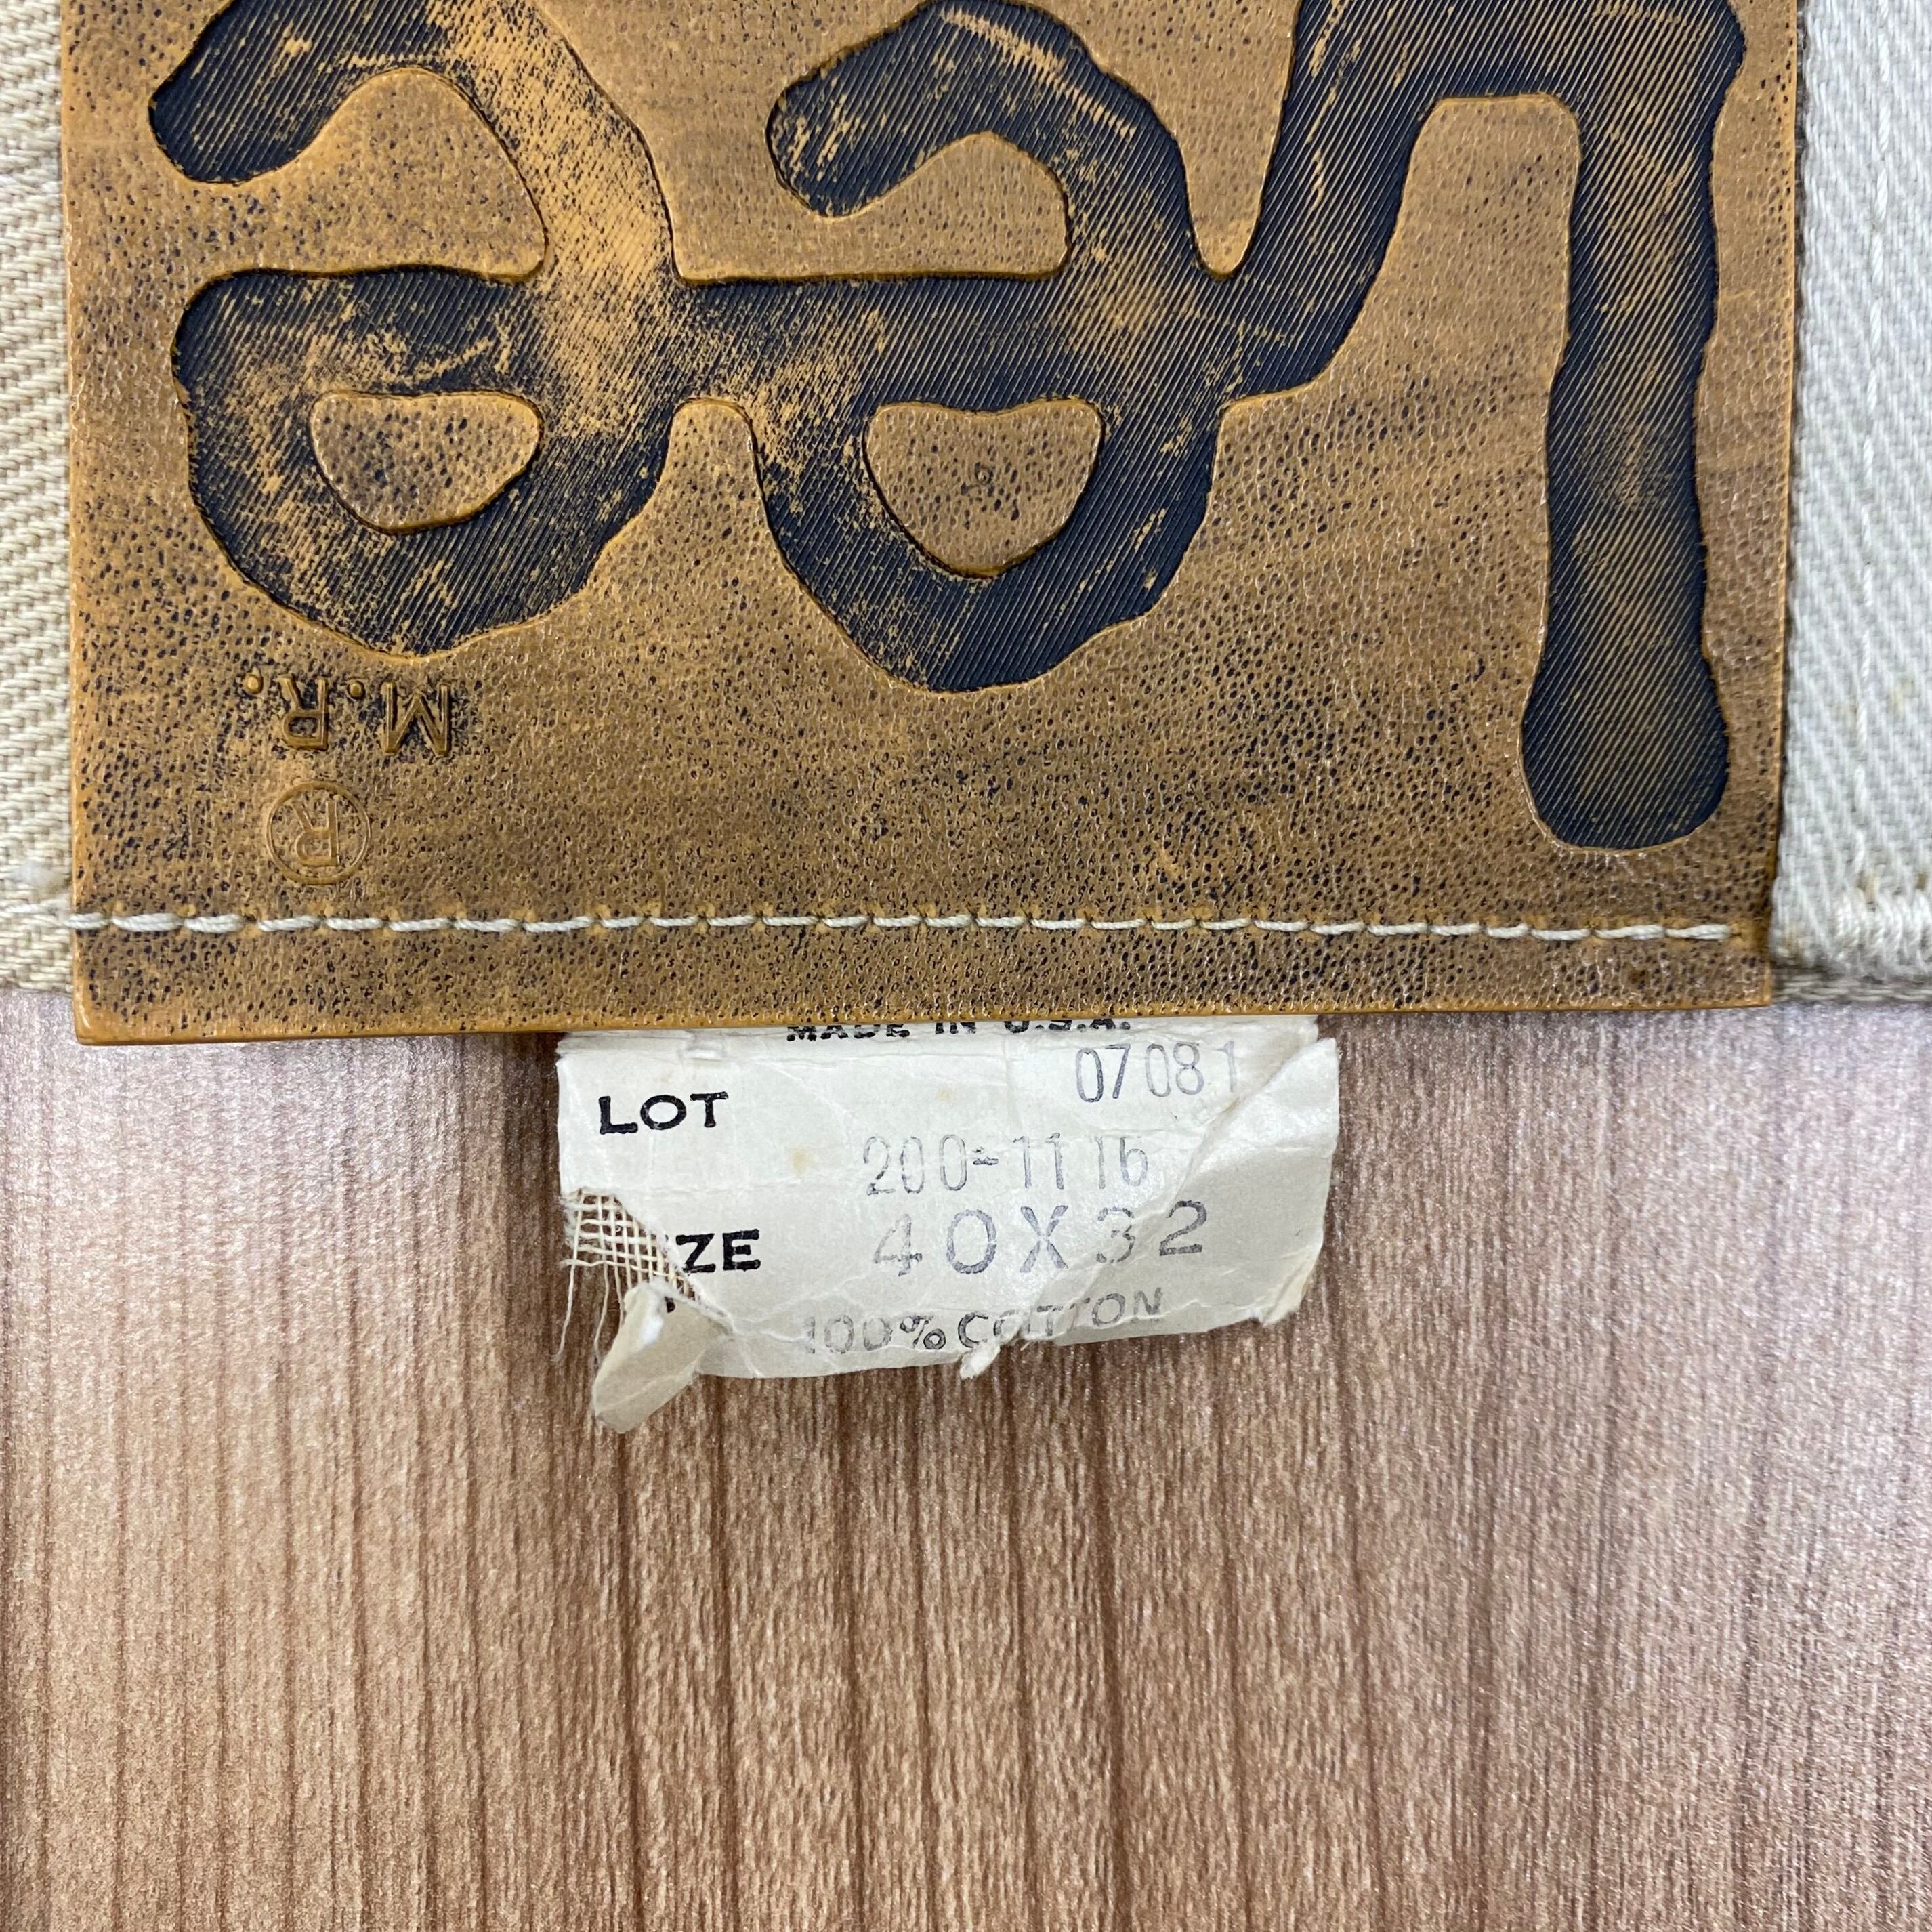 Lee
M.R.
®
MADE IN U.S.A.
07081
LOT
200-1116
ZE 40X32
100% COTTON